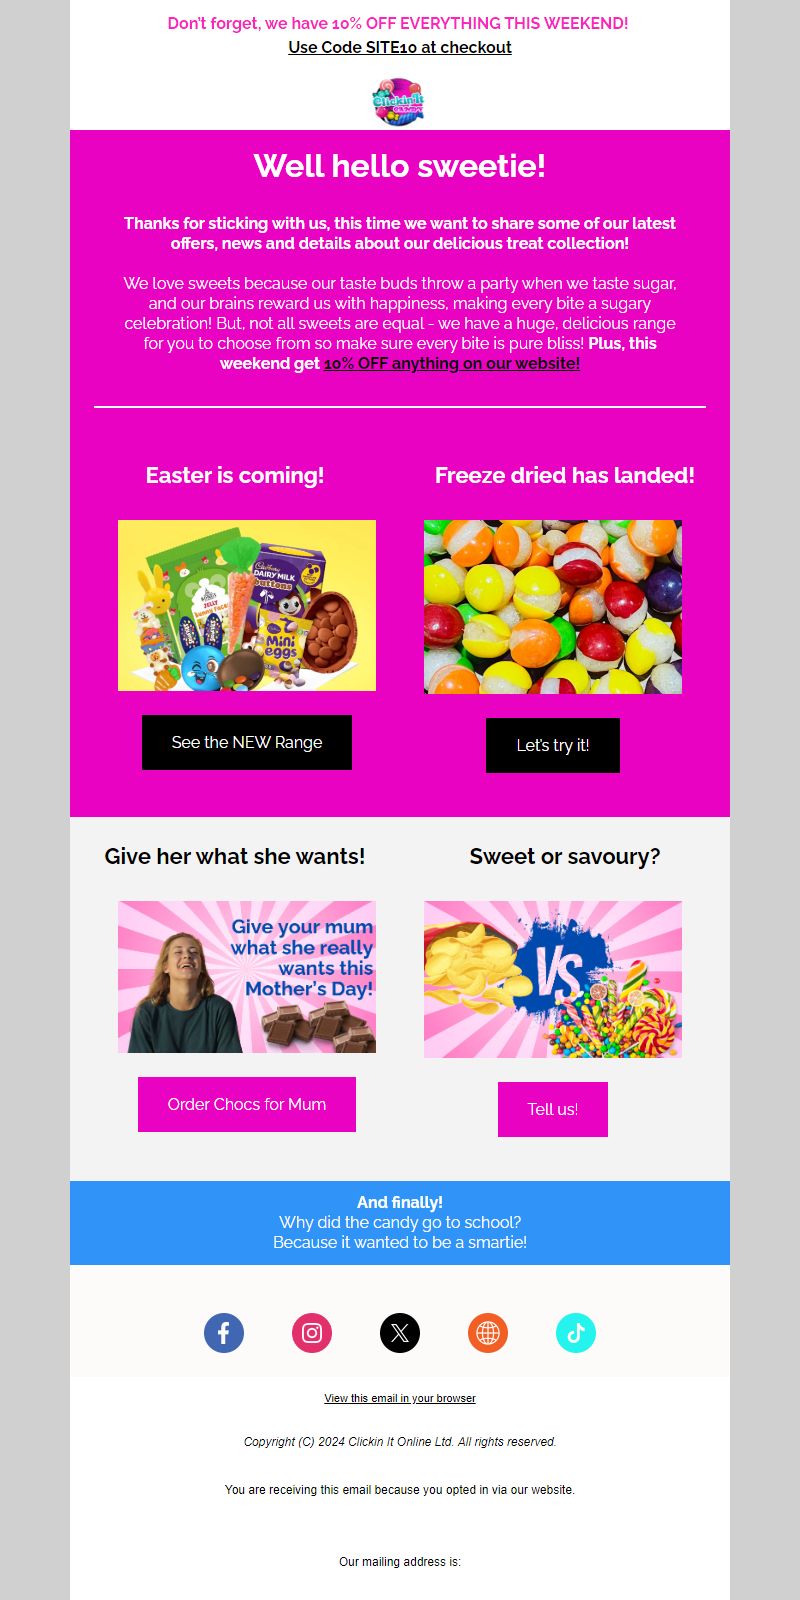 Don't forget, we have 10% OFF EVERYTHING THIS WEEKEND!
Use Code SITE10 at checkout
Clickin It
CANDY
Well hello sweetie!
Thanks for sticking with us, this time we want to share some of our latest
offers, news and details about our delicious treat collection!
We love sweets because our taste buds throw a party when we taste sugar,
and our brains reward us with happiness, making every bite a sugary
celebration! But, not all sweets are equal - we have a huge, delicious range
for you to choose from so make sure every bite is pure bliss! Plus, this
weekend get 10% OFF anything on our website!
Easter is coming!
Freeze dried has landed!
Cadbury
DAIRY MILK
buttons
JELLY
Bunny Faces
Mini
eggs
See the NEW Range
Let's try it!
Give her what she wants!
Sweet or savoury?
Give your mum
what she really
wants this
Mother's Day!
VS
Order Chocs for Mum
Tell us!
And finally!
Why did the candy go to school?
Because it wanted to be a smartie!
View this email in your browser
Copyright (C) 2024 Clickin It Online Ltd. All rights reserved.
You are receiving this email because you opted in via our website.
Our mailing address is: